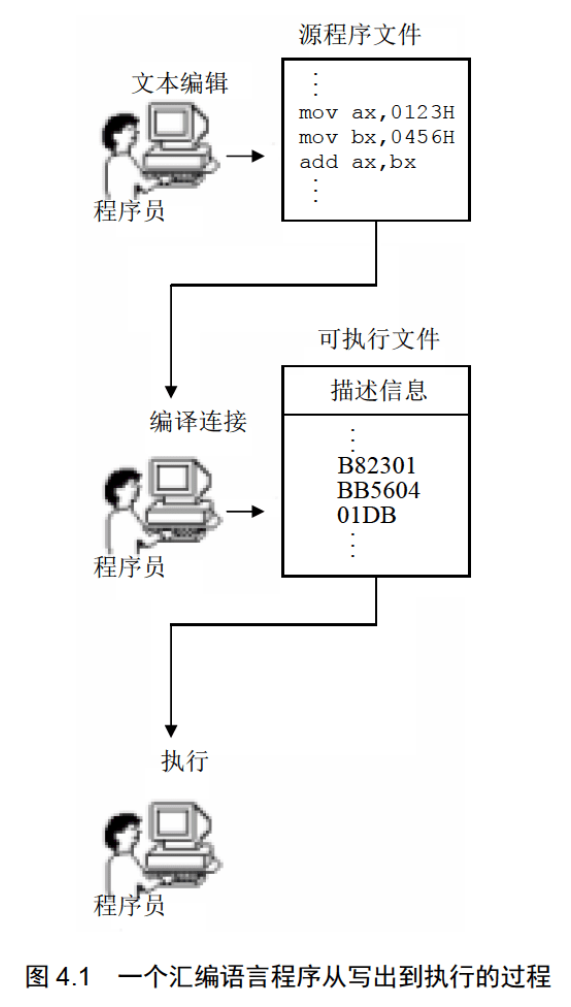 源程序文件
文本编辑
mov ax,0123H
mov bx,0456H
add ax,bx
程序员
可执行文件
描述信息
编译连接
B82301
BB5604
01DB
程序员
执行
程序员
图 4.1 一个汇编语言程序从写出到执行的过程